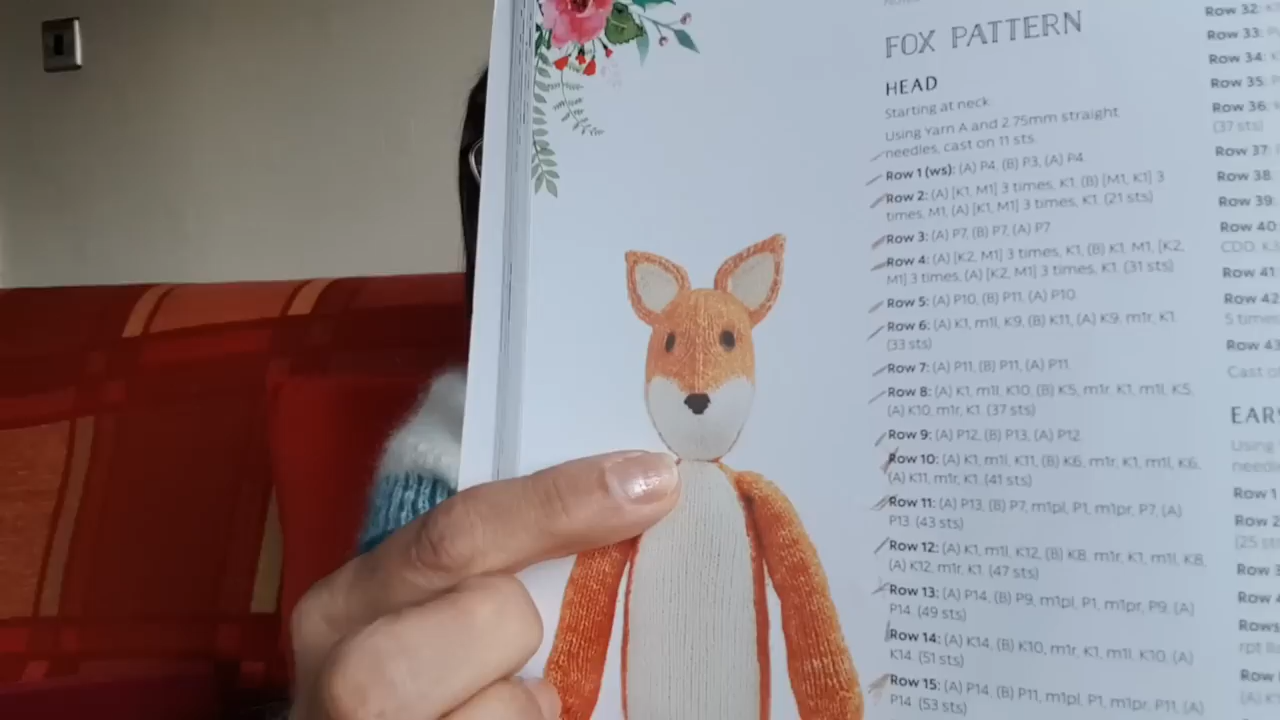 FOX PATTERN
HEAD
Starting at neck.
Using Yarn A and 2.75mm straight
needles, cast on 11 sts.
Row 1 (ws): (A) P4, (B) P3, (A) P4.
Row 2: (A) [K1, M1] 3 times, K1, (B) [M1, K1] 3
times, M1, (A) [K1, M1] 3 times, K1. (21 sts)
Row 3: (A) P7, (B) P7, (A) P7
Row 4: (A) [K2, M1] 3 times, K1, (B) K1, M1, [K2,
M1] 3 times, (A) [K2, M1] 3 times, K1. (31 sts)
Row 5: (A) P10, (B) P11, (A) P10.
Row 6: (A) K1, m1l, K9, (B) K11, (A) K9, m1r, K1.
(33 sts)
Row 7: (A) P11, (B) P11, (A) P11.
Row 8: (A) K1, m1l, K10, (B) K5, m1r, K1, m1l, K5,
(A) K10, m1r, K1. (37 sts)
Row 9: (A) P12, (B) P13, (A) P12.
Row 10: (A) K1, m1l, K11, (B) K6, m1r, K1, m1l, K6,
(A) K11, m1r, K1. (41 sts)
Row 11: (A) P13, (B) P7, m1pl, P1, m1pr, P7, (A)
P13 (43 sts)
Row 12: (A) K1, m1l, K12, (B) K8, m1r, K1, m1l, K8,
(A) K12, m1r, K1. (47 sts)
Row 13: (A) P14, (B) P9, m1pl, P1, m1pr, P9, (A)
P14. (49 sts)
Row 14: (A) K14, (B) K10, m1r, K1, m1l, K10, (A)
K14. (51 sts)
Row 15: (A) P14, (B) P11, m1pl, P1, m1pr, P11, (A)
P14 (53 sts)
Row 32:
Row 33:
Row 34:
Row 35:
Row 36:
(37 sts)
Row 37:
Row 38
Row 39
Row 40
CDD,
Row 41
Row 42
5 times
Row 43
Cast
Using
Row 1
Row 2
Row 3
Row 4